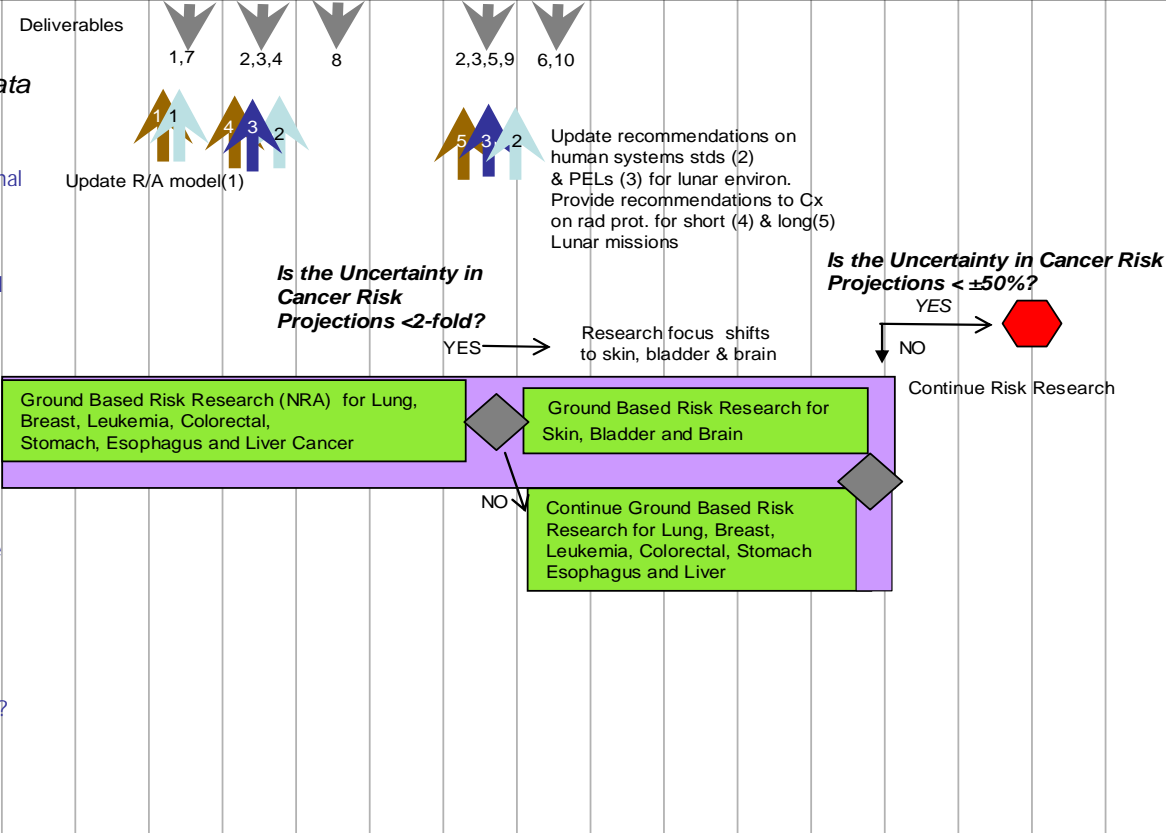 Deliverables
1,7
2,3,4
8
2,3,5,9
6,10
ata
1
1
4
3
2
5
3
2
Update R/A model(1)
nal
Update recommendations on
human systems stds (2)
& PELs (3) for lunar environ.
Provide recommendations to Cx
on rad prot. for short (4) & long(5)
Lunar missions
Is the Uncertainty in
Cancer Risk
Projections <2-fold?
YES
Research focus shifts
to skin, bladder & brain
Is the Uncertainty in Cancer Risk
Projections < ±50%?
YES
NO
Continue Risk Research
Ground Based Risk Research (NRA) for Lung,
Breast, Leukemia, Colorectal,
Stomach, Esophagus and Liver Cancer
Ground Based Risk Research for
Skin, Bladder and Brain
NO
Continue Ground Based Risk
Research for Lung, Breast,
Leukemia, Colorectal, Stomach
Esophagus and Liver
?